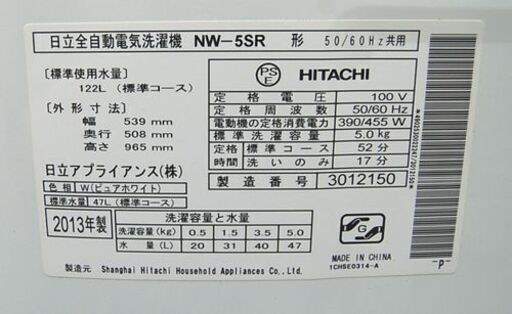 日立全自動電気洗濯機 NW-5SR 形 50/60Hz共用
〔標準使用水量〕
122L (標準コース)
〔外形寸法〕
幅 539 mm
奥行 508 mm
高さ 965 mm
日立アプライアンス(株)
色相 W(ピュアホワイト)
標準水量 47L(標準コース)
PS
E
HITACHI
定格電圧 100 V
定格周波数 50/60 Hz
電動機の定格消費電力 390/455 W
標準洗濯容量 5.0kg
定格 標準コース 52分
時間 洗いのみ 17分
製造番号 3012150
2013年製
洗濯容量と水量
洗濯容量(kg) 0.5 1.5 3.5 5.0
水量(L) 20 31 40 47
G
MADE IN CHINA
1CHSE0314-A
-P-
製造元 Shanghai Hitachi Household Appliances Co., Ltd.